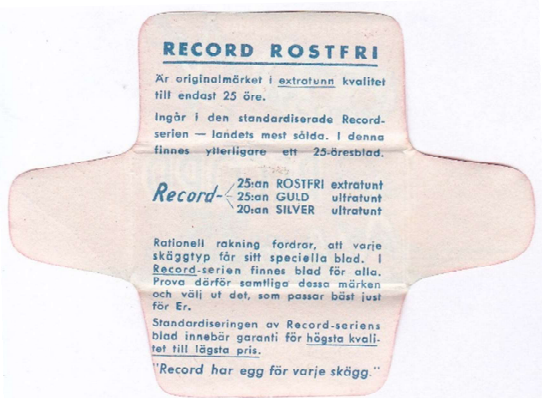 RECORD ROSTFRI
Är originalmärket i extratunn kvalitet
till endast 25 öre.
Ingår i den standardiserade Record-
serien — landets mest sålda. I denna
finnes ytterligare ett 25-öresblad.
Record-
25:an ROSTFRI extratunt
25:an GULD ultratunt
20:an SILVER ultratunt
Rationell rakning fordrar, att varje
skäggtyp får sitt speciella blad. I
Record-serien finnes blad för alla.
Prova därför samtliga dessa märken
och välj ut det, som passar bäst just
för Er.
Standardiseringen av Record-seriens
blad innebär garanti för högsta kvali-
tet till lägsta pris.
"Record har egg för varje skägg."